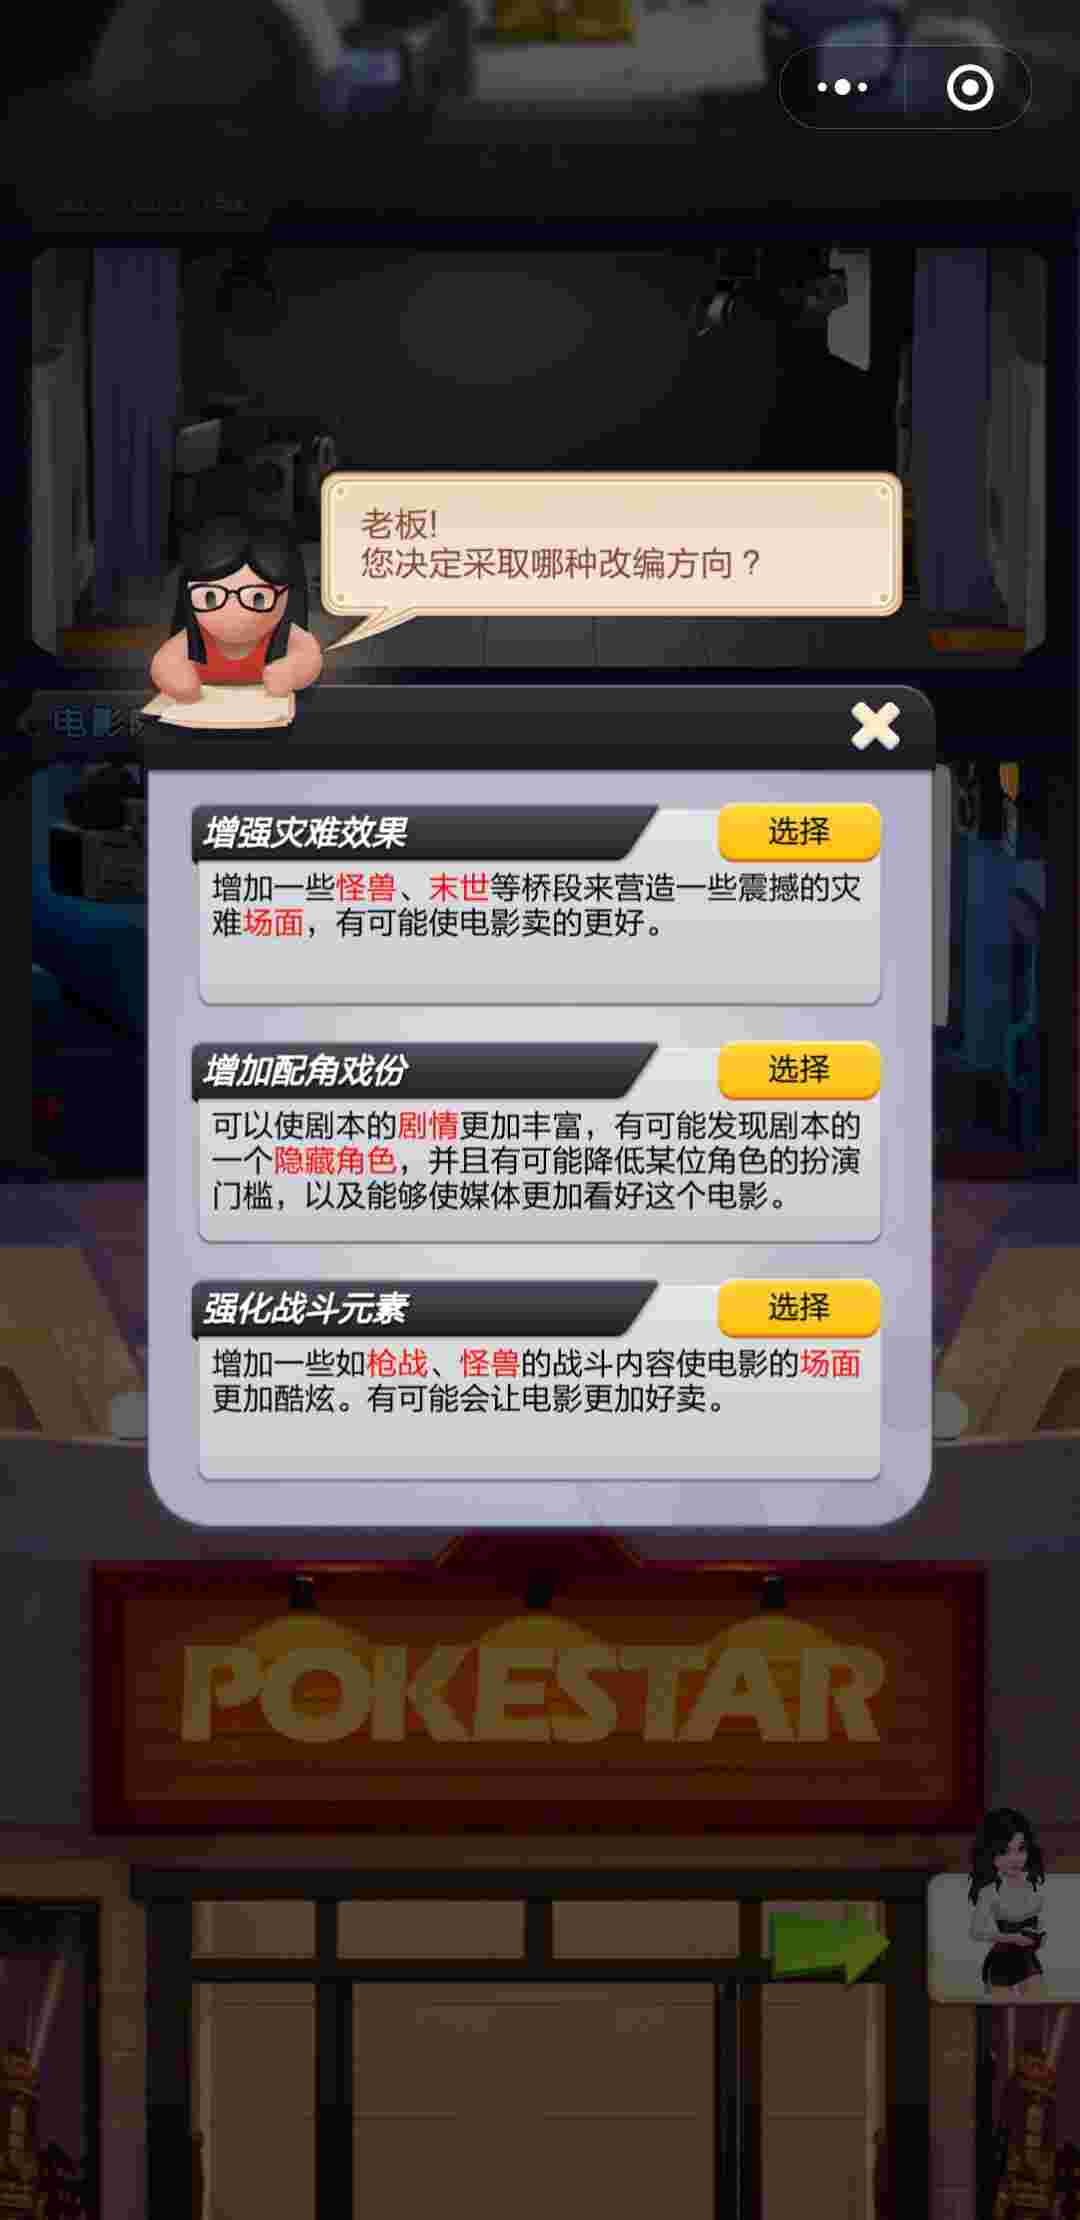 老板!
您决定采取哪种改编方向？
电影
增强灾难效果
选择
增加一些怪兽、末世等桥段来营造一些震撼的灾
难场面，有可能使电影卖的更好。
增加配角戏份
选择
可以使剧本的剧情更加丰富，有可能发现剧本的
一个隐藏角色，并且有可能降低某位角色的扮演
门槛，以及能够使媒体更加看好这个电影。
强化战斗元素
选择
增加一些如枪战、怪兽的战斗内容使电影的场面
更加酷炫。有可能会让电影更加好卖。
POKESTAR